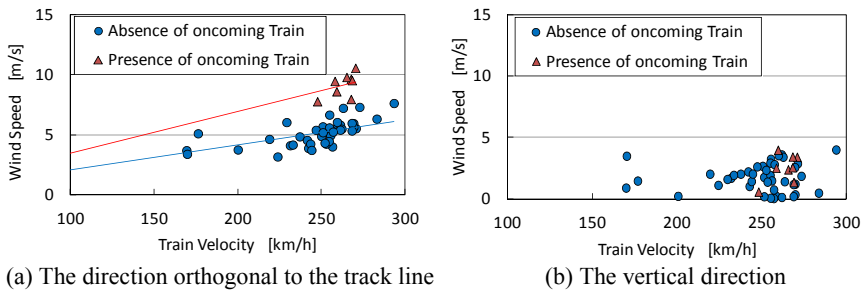 15
10
5
0
Wind Speed [m/s]
Absence of oncoming Train
Presence of oncoming Train
100 150 200 250 300
Train Velocity [km/h]
(a) The direction orthogonal to the track line
15
10
5
0
Wind Speed [m/s]
Absence of oncoming Train
Presence of oncoming Train
100 150 200 250 300
Train Velocity [km/h]
(b) The vertical direction